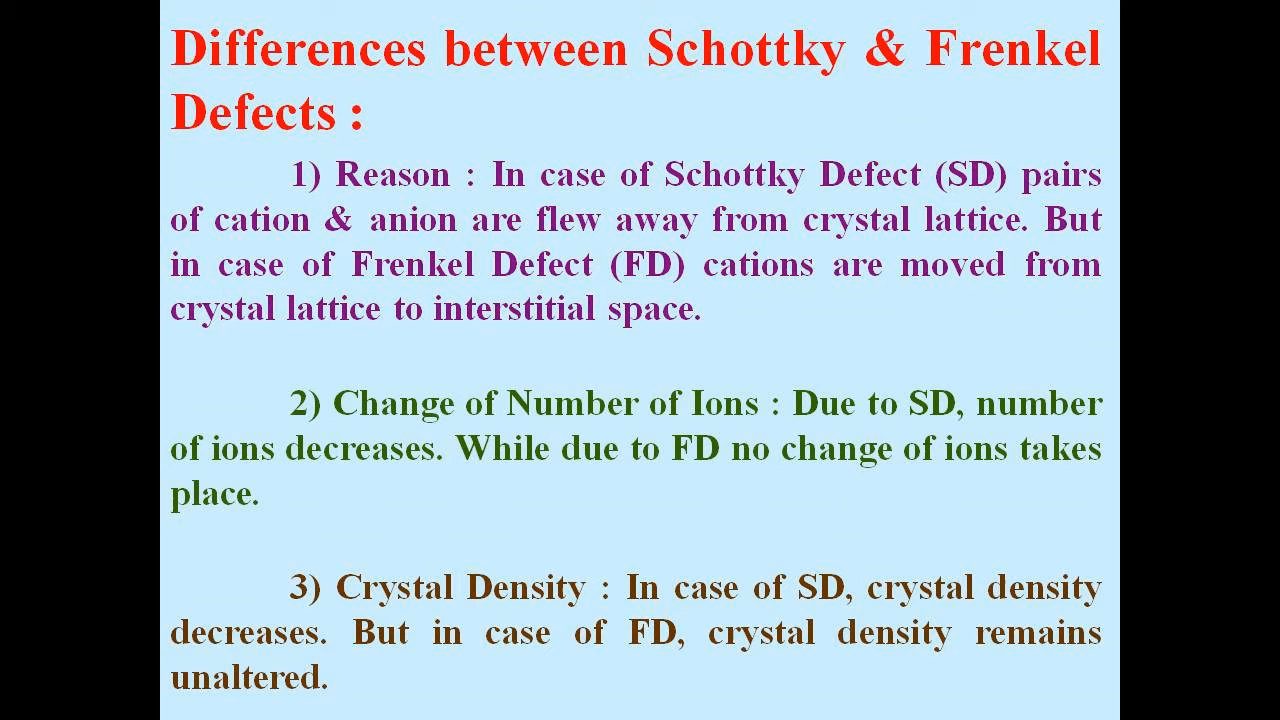 Differences between Schottky & Frenkel
Defects :
1) Reason : In case of Schottky Defect (SD) pairs
of cation & anion are flew away from crystal lattice. But
in case of Frenkel Defect (FD) cations are moved from
crystal lattice to interstitial space.
2) Change of Number of Ions : Due to SD, number
of ions decreases. While due to FD no change of ions takes
place.
3) Crystal Density : In case of SD, crystal density
decreases. But in case of FD, crystal density remains
unaltered.